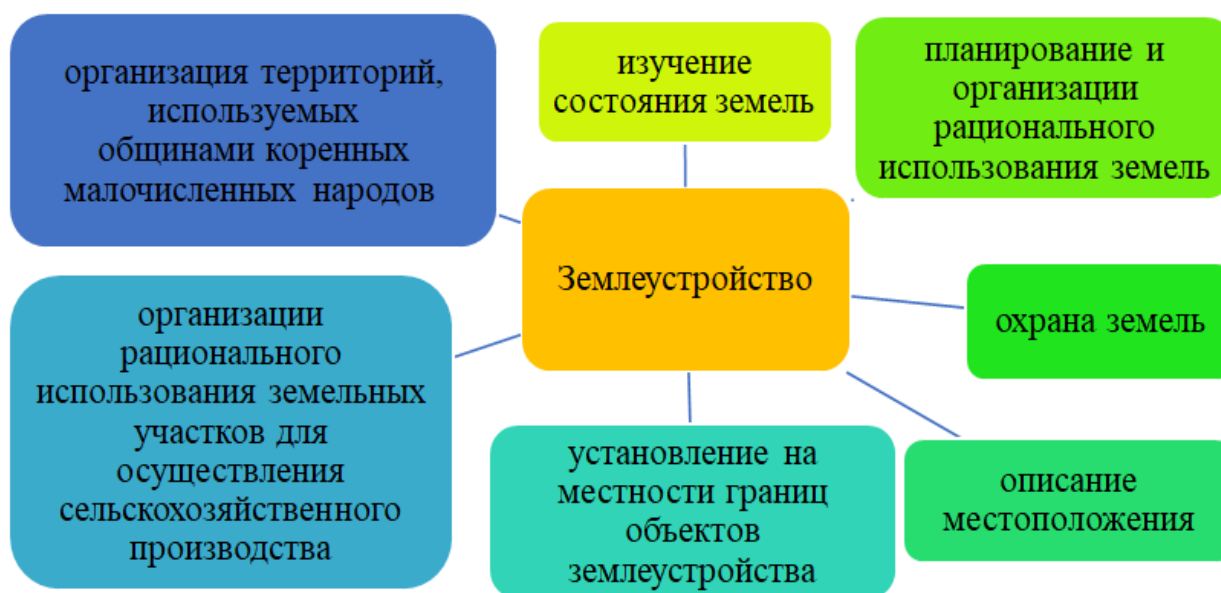 организация территорий,
используемых
общинами коренных
малочисленных народов
изучение
состояния земель
планирование и
организации
рационального
использования земель
Землеустройство
охрана земель
организации
рационального
использования земельных
участков для
осуществления
сельскохозяйственного
производства
установление на
местности границ
объектов
землеустройства
описание
местоположения